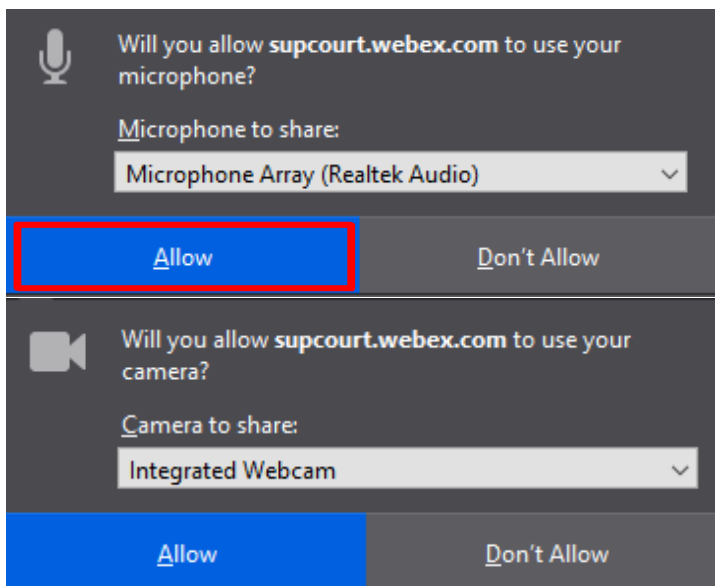 Will you allow supcourt.webex.com to use your
microphone?
Microphone to share:
Microphone Array (Realtek Audio)
Allow
Don't Allow
Will you allow supcourt.webex.com to use your
camera?
Camera to share:
Integrated Webcam
Allow
Don't Allow